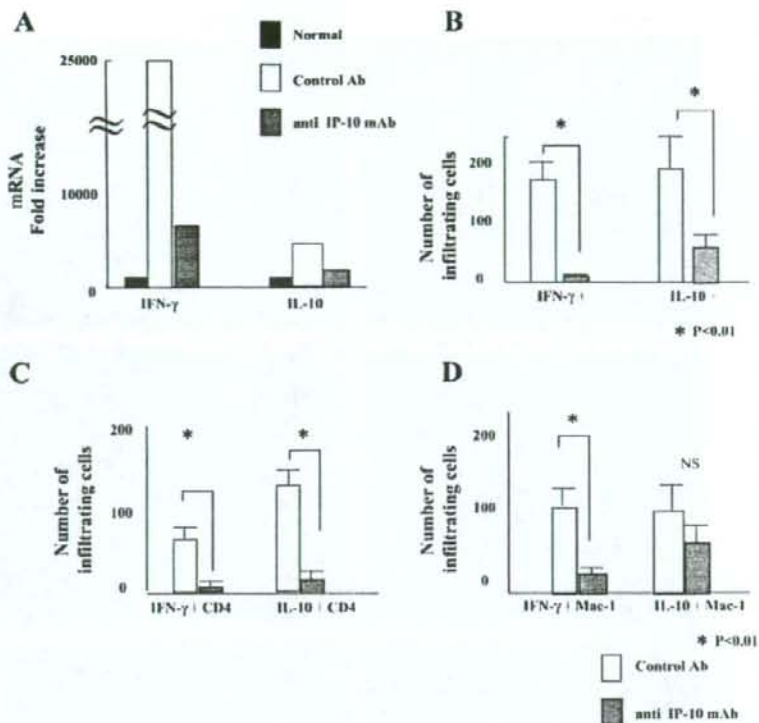 A
Normal
Control Ab
anti IP-10 mAb
25000
10000
0
mRNA
Fold increase
IFN-γ
IL-10
B
Number of
infiltrating cells
200
100
0
*
*
IFN-γ +
IL-10 -
* P<0.01
C
Number of
infiltrating cells
200
100
0
*
*
IFN-γ + CD4
IL-10 + CD4
D
Number of
infiltrating cells
200
100
0
*
NS
IFN-γ + Mac-1
IL-10 + Mac-1
* P<0.01
Control Ab
anti IP-10 mAb